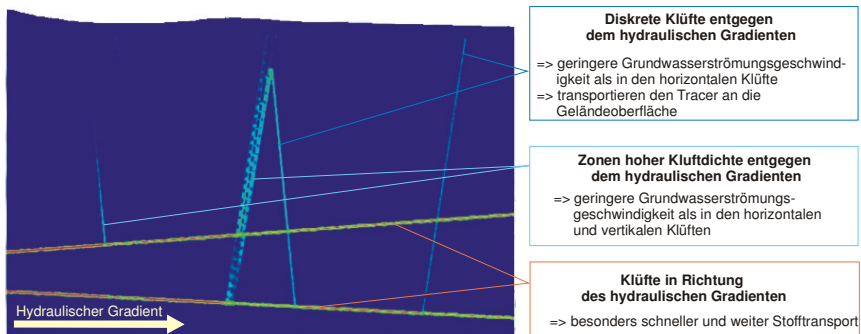 Diskrete Klüfte entgegen
dem hydraulischen Gradienten
=> geringere Grundwasserströmungsgeschwind-
igkeit als in den horizontalen Klüfte
=> transportieren den Tracer an die
Geländeoberfläche
Zonen hoher Kluftdichte entgegen
dem hydraulischen Gradienten
=> geringere Grundwasserströmungs-
geschwindigkeit als in den horizontalen
und vertikalen Klüften
Klüfte in Richtung
des hydraulischen Gradienten
=> besonders schneller und weiter Stofftransport
Hydraulischer Gradient